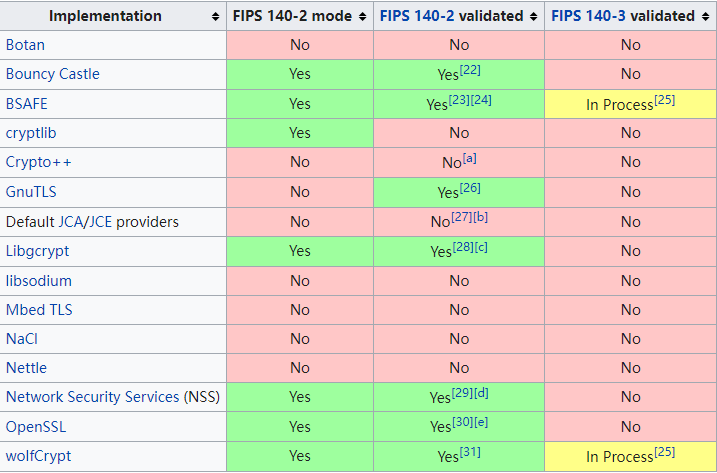 Implementation FIPS 140-2 mode FIPS 140-2 validated FIPS 140-3 validated
Botan No No No
Bouncy Castle Yes Yes[22] No
BSAFE Yes Yes[23][24] In Process[25]
cryptlib Yes No No
Crypto++ No No[a] No
GnuTLS No Yes[26] No
Default JCA/JCE providers No No[27][b] No
Libgcrypt Yes Yes[28][c] No
libsodium No No No
Mbed TLS No No No
NaCl No No No
Nettle No No No
Network Security Services (NSS) Yes Yes[29][d] No
OpenSSL Yes Yes[30][e] No
wolfCrypt Yes Yes[31] In Process[25]